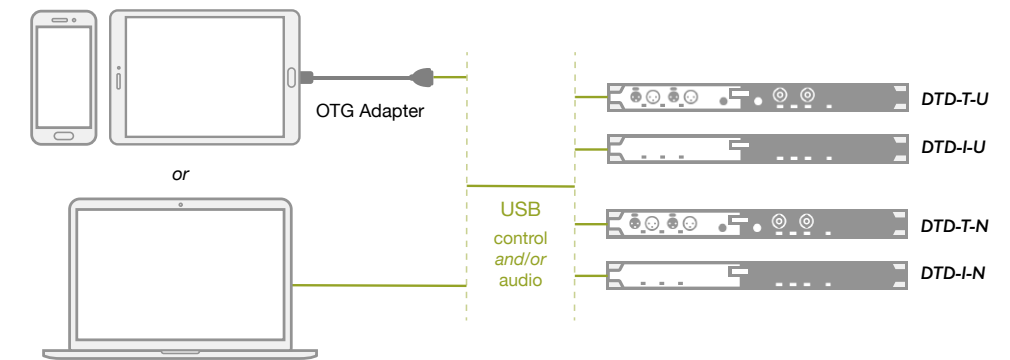 OTG Adapter
or
USB
control
and/or
audio
DTD-T-U
DTD-I-U
DTD-T-N
DTD-I-N